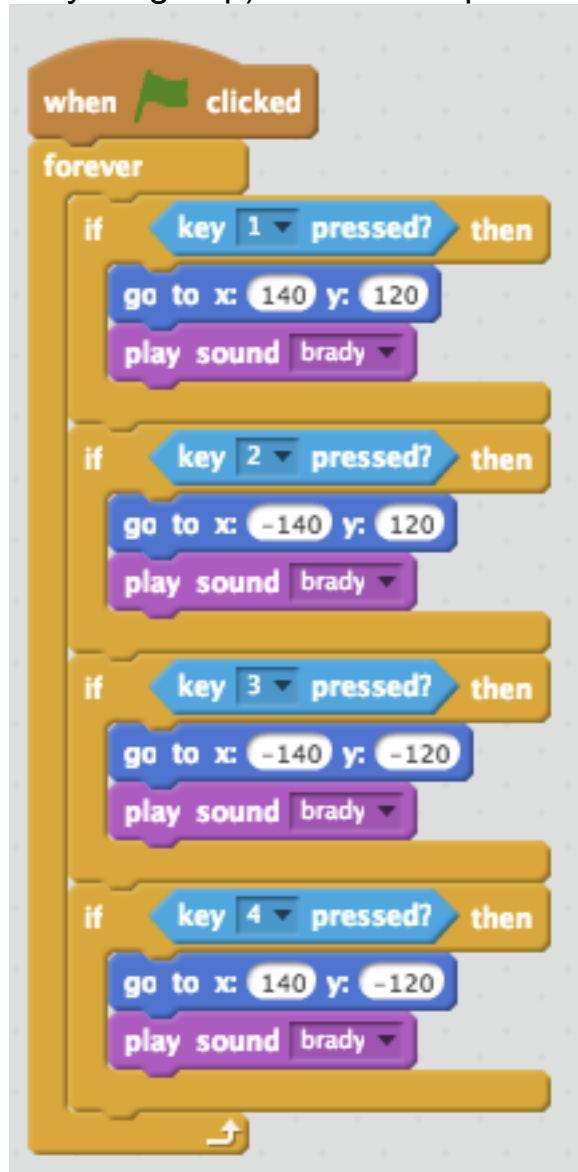 when clicked
forever
if key 1 pressed? then
go to x: 140 y: 120
play sound brady
if key 2 pressed? then
go to x: -140 y: 120
play sound brady
if key 3 pressed? then
go to x: -140 y: -120
play sound brady
if key 4 pressed? then
go to x: 140 y: -120
play sound brady